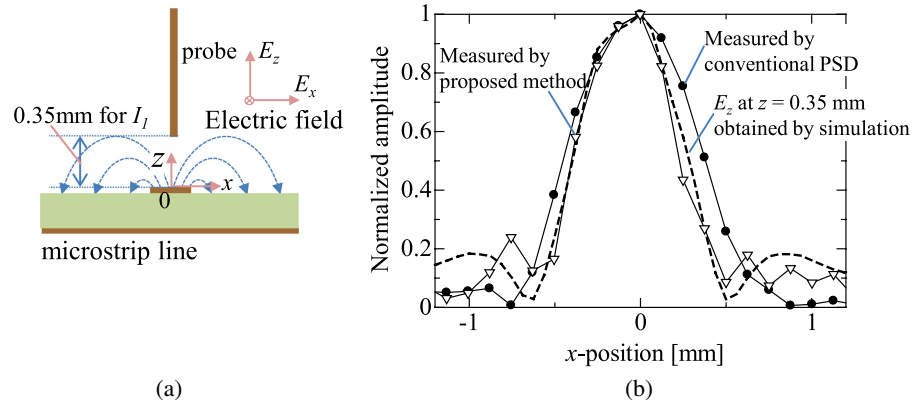 (a)
probe
E_z
E_x
0.35mm for I_1
Electric field
z
x
0
microstrip line
(b)
Normalized amplitude
1
0.8
0.6
0.4
0.2
0
Measured by
proposed method
Measured by
conventional PSD
E_z at z = 0.35 mm
obtained by simulation
-1
0
1
x-position [mm]
(a)
(b)